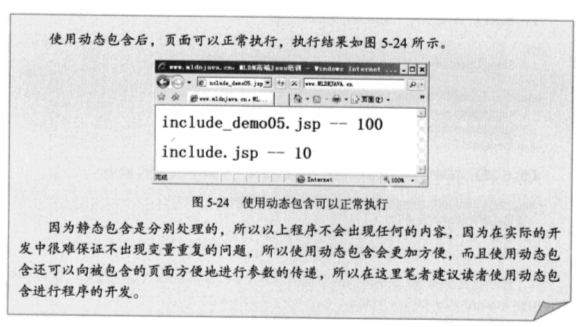 使用动态包含后，页面可以正常执行，执行结果如图 5-24 所示。
www.mldnjava.cn, MLDN高端Java培训 - Windows Internet ...
include_demo05.jsp
www.MLDNJAVA.cn
www.mldnjava.cn, ML...
页面(P)
include_demo05.jsp -- 100
include.jsp -- 10
完成 Internet 100%
图 5-24 使用动态包含可以正常执行
因为静态包含是分别处理的，所以以上程序不会出现任何的内容，因为在实际的开
发中很难保证不出现变量重复的问题，所以使用动态包含会更加方便，而且使用动态包
含还可以向被包含的页面方便地进行参数的传递，所以在这里笔者建议读者使用动态包
含进行程序的开发。